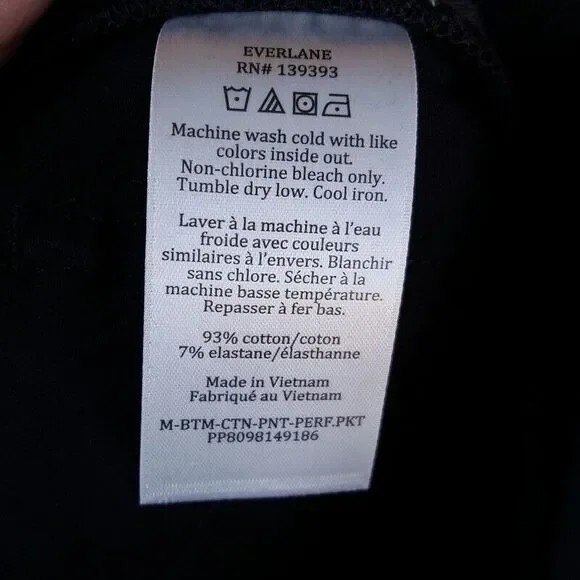 EVERLANE
RN# 139393
Machine wash cold with like
colors inside out.
Non-chlorine bleach only.
Tumble dry low. Cool iron.
Laver à la machine à l'eau
froide avec couleurs
similaires à l'envers. Blanchir
sans chlore. Sécher à la
machine basse température.
Repasser à fer bas.
93% cotton/coton
7% elastane/élasthanne
Made in Vietnam
Fabriqué au Vietnam
M-BTM-CTN-PNT-PERF.PKT
PP8098149186